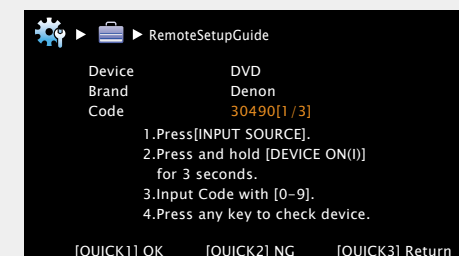 RemoteSetupGuide
Device DVD
Brand Denon
Code 30490[1/3]
1.Press[INPUT SOURCE].
2.Press and hold [DEVICE ON(I)]
for 3 seconds.
3.Input Code with [0-9].
4.Press any key to check device.
[QUICK1] OK [QUICK2] NG [QUICK3] Return